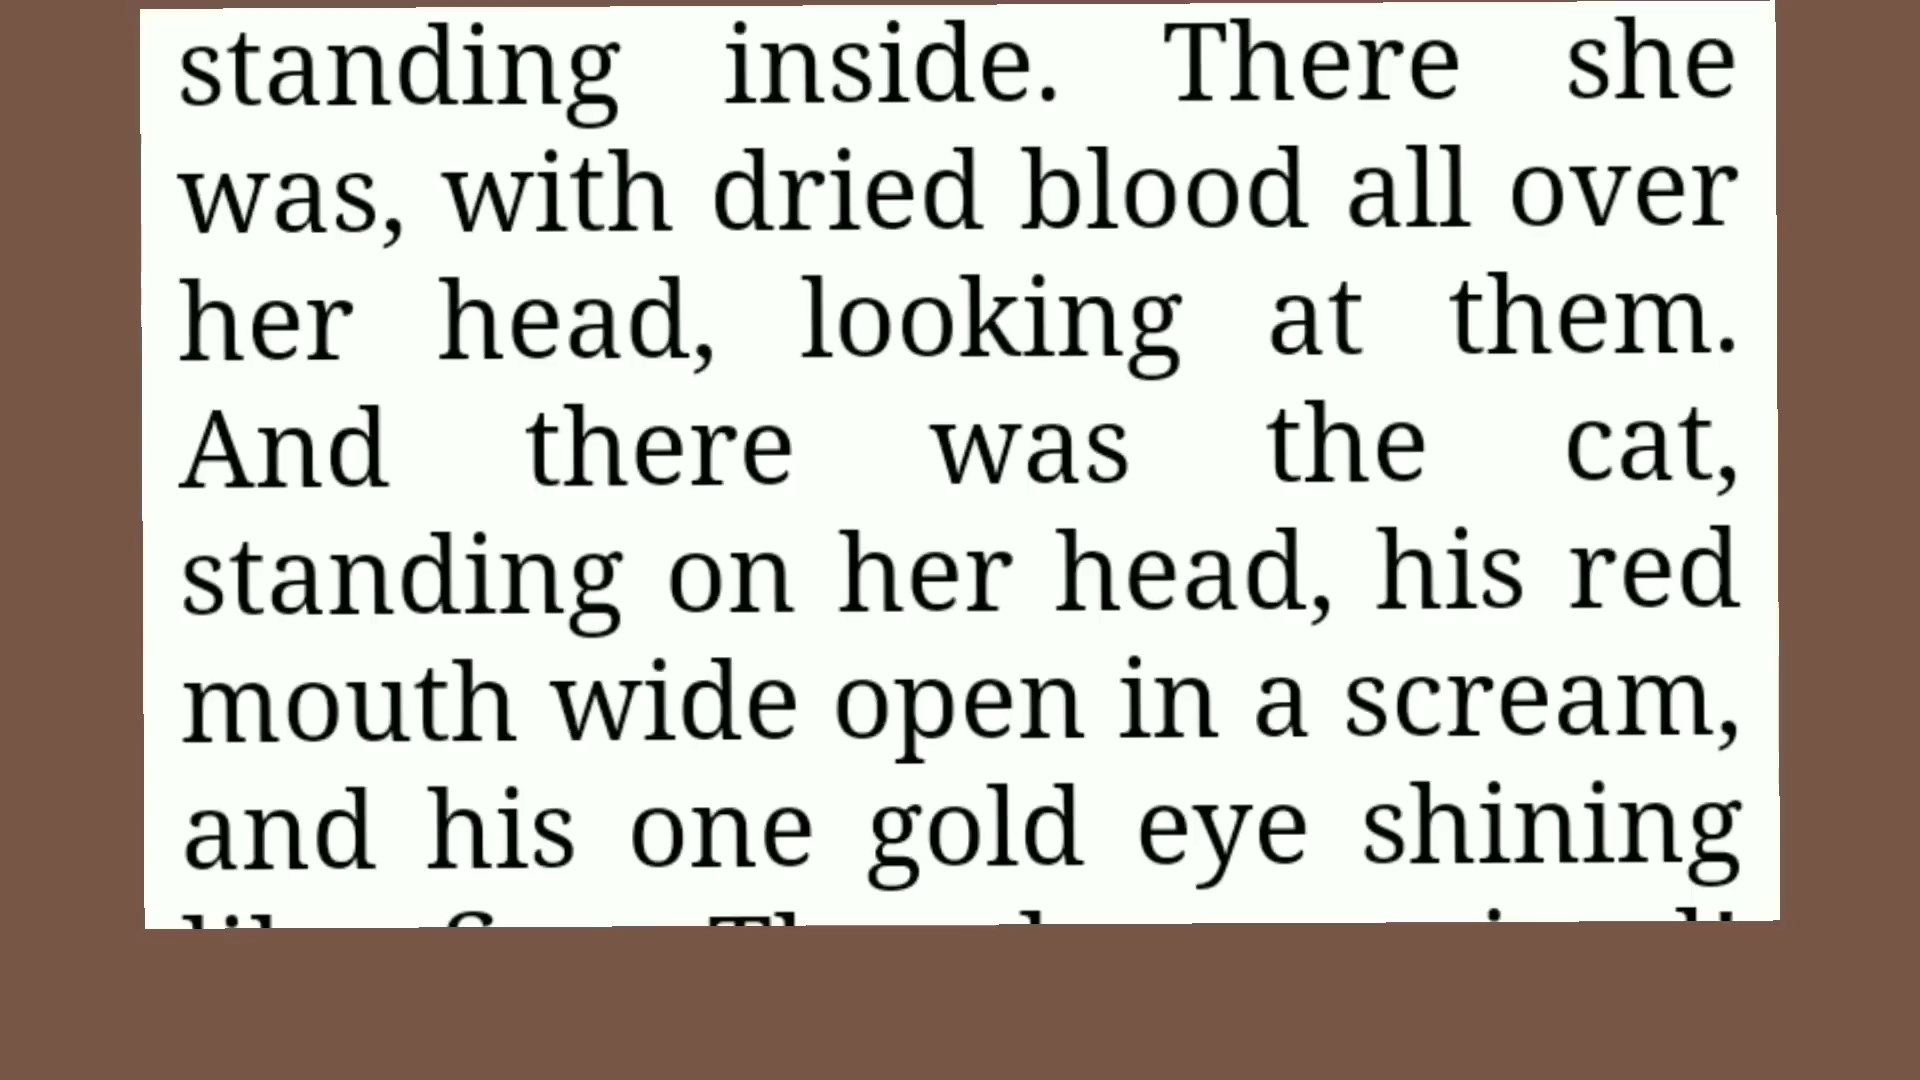 standing inside. There she
was, with dried blood all over
her head, looking at them.
And there was the cat,
standing on her head, his red
mouth wide open in a scream,
and his one gold eye shining